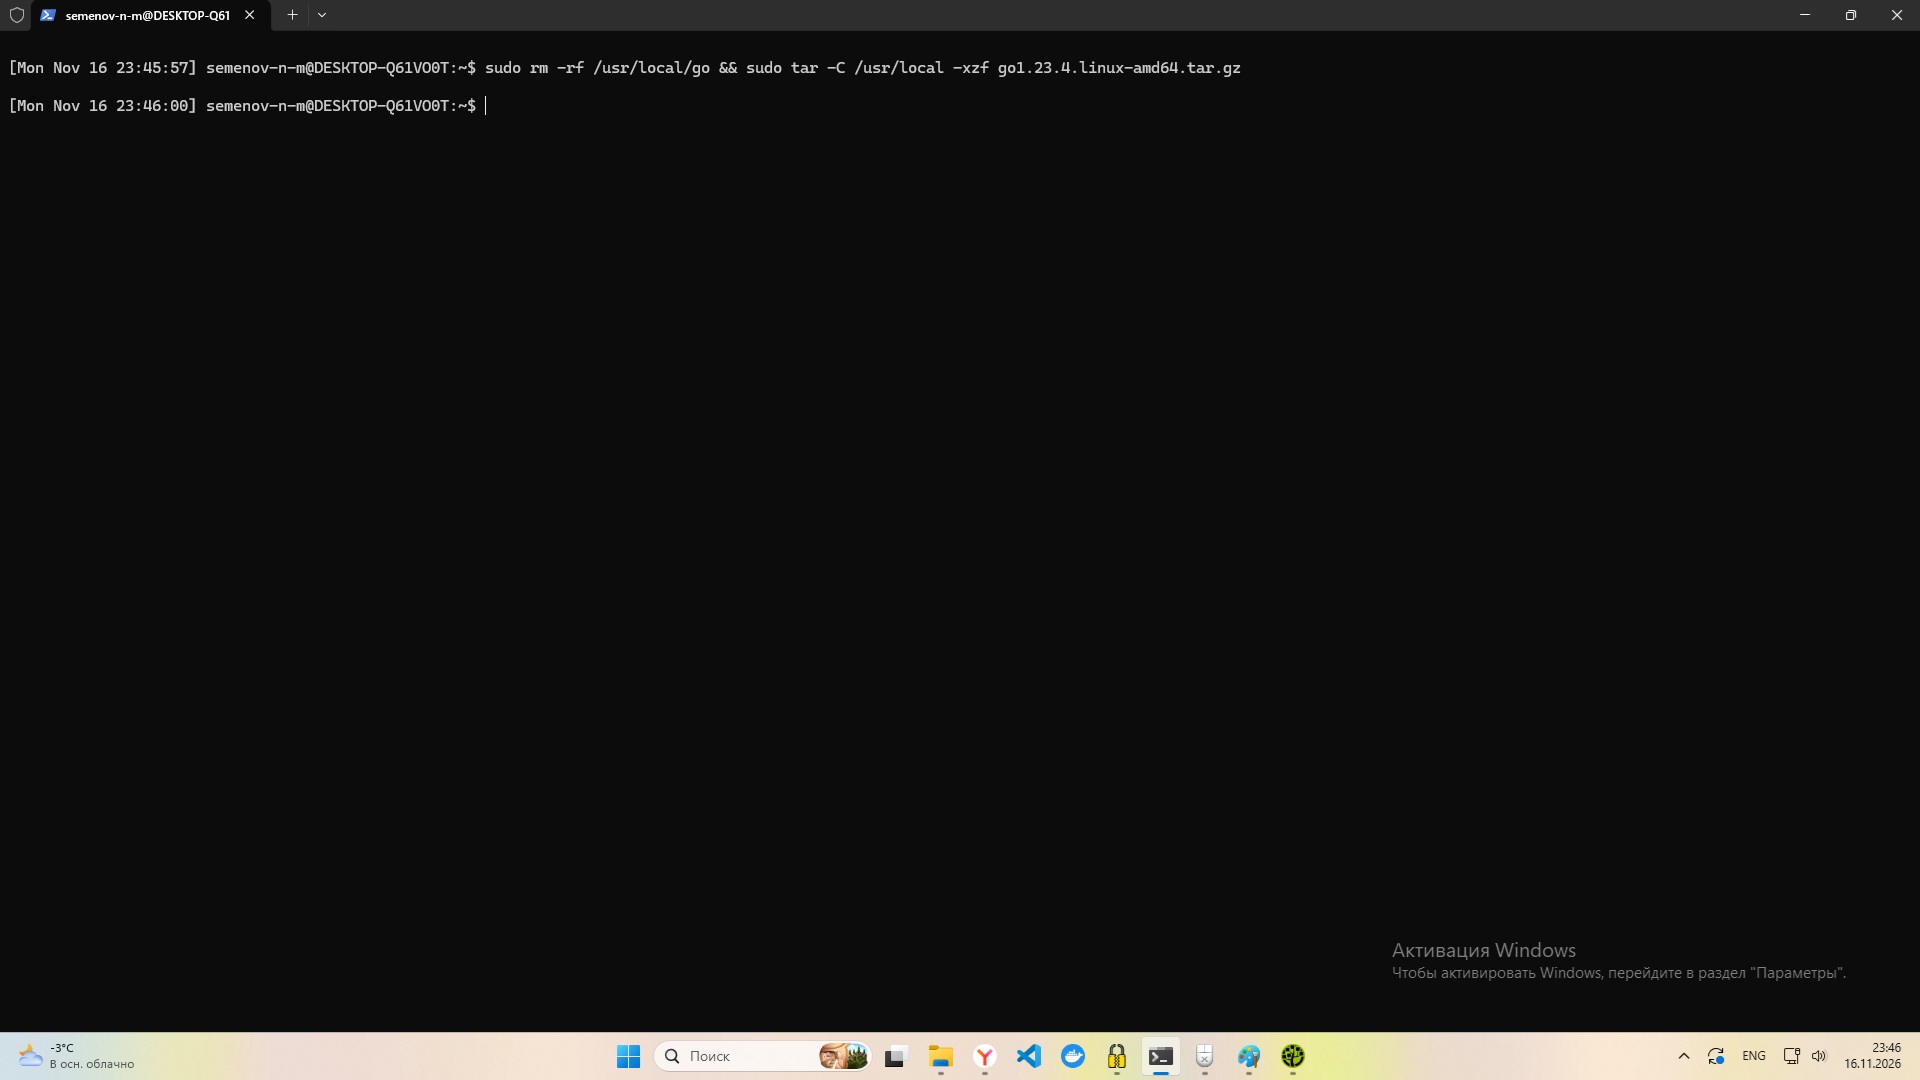 semenov-n-m@DESKTOP-Q61
[Mon Nov 16 23:45:57] semenov-n-m@DESKTOP-Q61VO0T:~$ sudo rm -rf /usr/local/go && sudo tar -C /usr/local -xzf go1.23.4.linux-amd64.tar.gz
[Mon Nov 16 23:46:00] semenov-n-m@DESKTOP-Q61VO0T:~$
Активация Windows
Чтобы активировать Windows, перейдите в раздел "Параметры".
-3°C
В осн. облачно
Поиск
ENG
23:46
16.11.2026